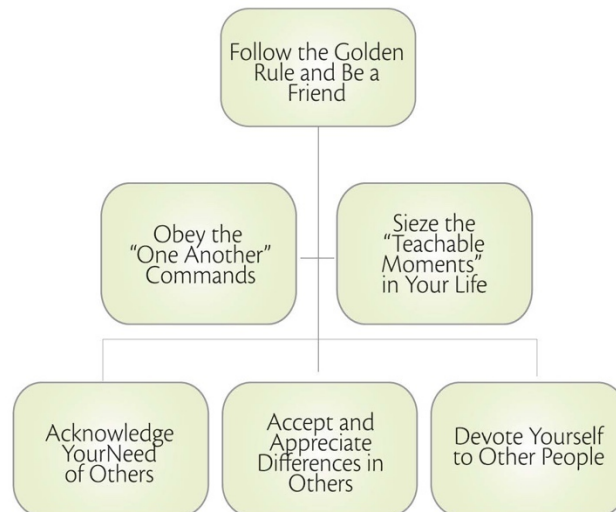 Follow the Golden
Rule and Be a
Friend
Obey the
“One Another”
Commands
Sieze the
“Teachable
Moments”
in Your Life
Acknowledge
YourNeed
of Others
Accept and
Appreciate
Differences in
Others
Devote Yourself
to Other People